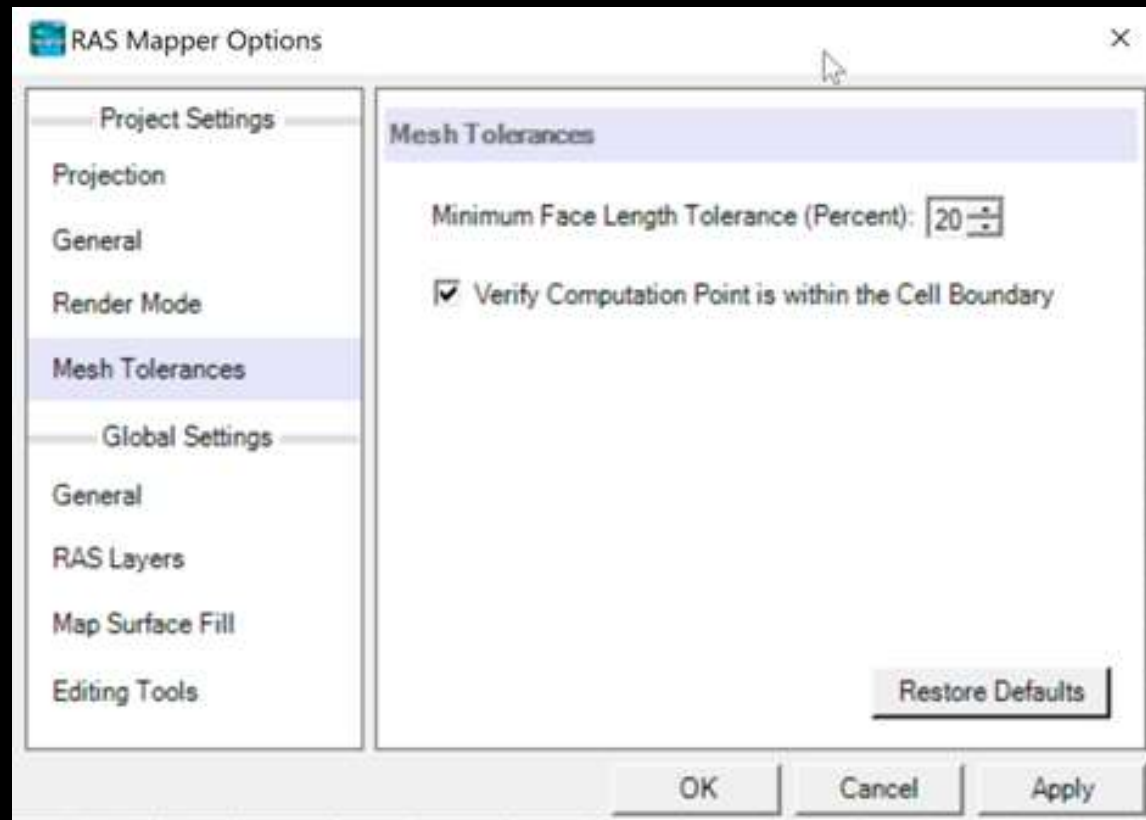 RAS Mapper Options
Project Settings
Projection
General
Render Mode
Mesh Tolerances
Global Settings
General
RAS Layers
Map Surface Fill
Editing Tools
Mesh Tolerances
Minimum Face Length Tolerance (Percent): 20
Verify Computation Point is within the Cell Boundary
Restore Defaults
OK Cancel Apply